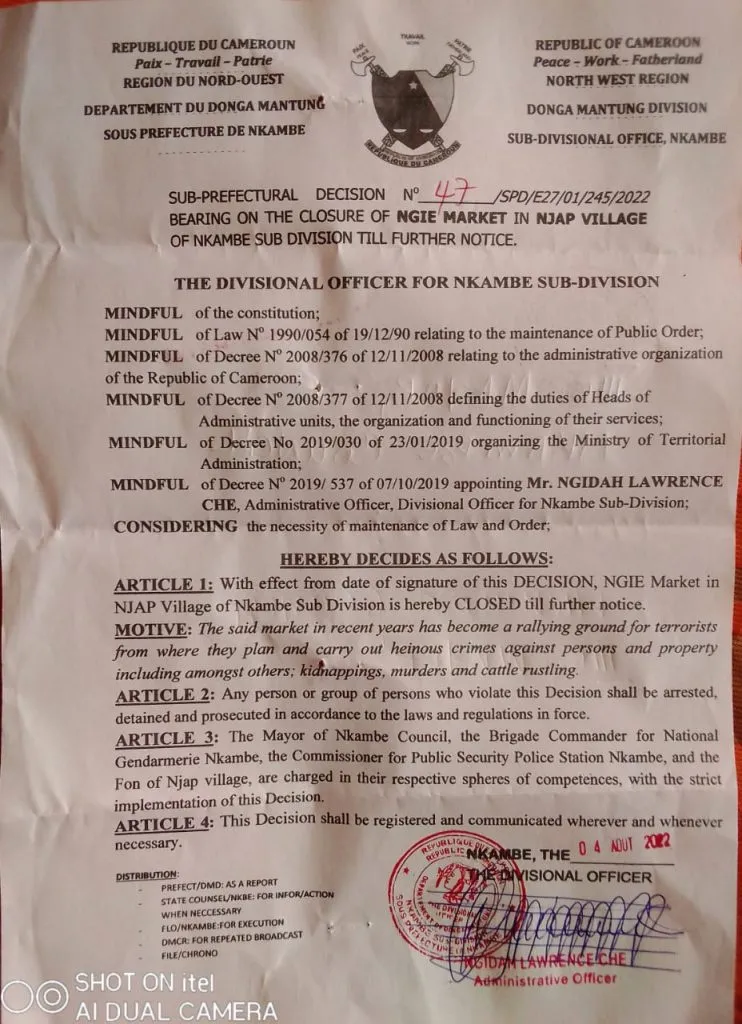 REPUBLIQUE DU CAMEROUN
Paix – Travail – Patrie
REGION DU NORD-OUEST
DEPARTEMENT DU DONGA MANTUNG
SOUS PREFECTURE DE NKAMBE
PAIX
TRAVAIL
WORK
PATRIE
REPUBLIQUE DU CAMEROUN
REPUBLIC OF CAMEROON
Peace – Work – Fatherland
NORTH WEST REGION
DONGA MANTUNG DIVISION
SUB-DIVISIONAL OFFICE, NKAMBE
SUB-PREFECTURAL DECISION Nº 47 /SPD/E27/01/245/2022
BEARING ON THE CLOSURE OF NGIE MARKET IN NJAP VILLAGE
OF NKAMBE SUB DIVISION TILL FURTHER NOTICE.
THE DIVISIONAL OFFICER FOR NKAMBE SUB-DIVISION
MINDFUL of the constitution;
MINDFUL of Law Nº 1990/054 of 19/12/90 relating to the maintenance of Public Order;
MINDFUL of Decree Nº 2008/376 of 12/11/2008 relating to the administrative organization
of the Republic of Cameroon;
MINDFUL of Decree Nº 2008/377 of 12/11/2008 defining the duties of Heads of
Administrative units, the organization and functioning of their services;
MINDFUL of Decree No 2019/030 of 23/01/2019 organizing the Ministry of Territorial
Administration;
MINDFUL of Decree Nº 2019/ 537 of 07/10/2019 appointing Mr. NGIDAH LAWRENCE
CHE, Administrative Officer, Divisional Officer for Nkambe Sub-Division;
CONSIDERING the necessity of maintenance of Law and Order;
HEREBY DECIDES AS FOLLOWS:
ARTICLE 1: With effect from date of signature of this DECISION, NGIE Market in
NJAP Village of Nkambe Sub Division is hereby CLOSED till further notice.
MOTIVE: The said market in recent years has become a rallying ground for terrorists
from where they plan and carry out heinous crimes against persons and property
including amongst others; kidnappings, murders and cattle rustling.
ARTICLE 2: Any person or group of persons who violate this Decision shall be arrested,
detained and prosecuted in accordance to the laws and regulations in force.
ARTICLE 3: The Mayor of Nkambe Council, the Brigade Commander for National
Gendarmerie Nkambe, the Commissioner for Public Security Police Station Nkambe, and the
Fon of Njap village, are charged in their respective spheres of competences, with the strict
implementation of this Decision.
ARTICLE 4: This Decision shall be registered and communicated wherever and whenever
necessary.
NKAMBE, THE 04 AOUT 2022
THE DIVISIONAL OFFICER
NGIDAH LAWRENCE CHE
Administrative Officer
DISTRIBUTION:
- PREFECT/DMD: AS A REPORT
- STATE COUNSEL/NKBE: FOR INFOR/ACTION
WHEN NECCESSARY
- FLO/NKAMBE:FOR EXECUTION
- DMCR: FOR REPEATED BROADCAST
- FILE/CHRONO
SHOT ON itel
AI DUAL CAMERA